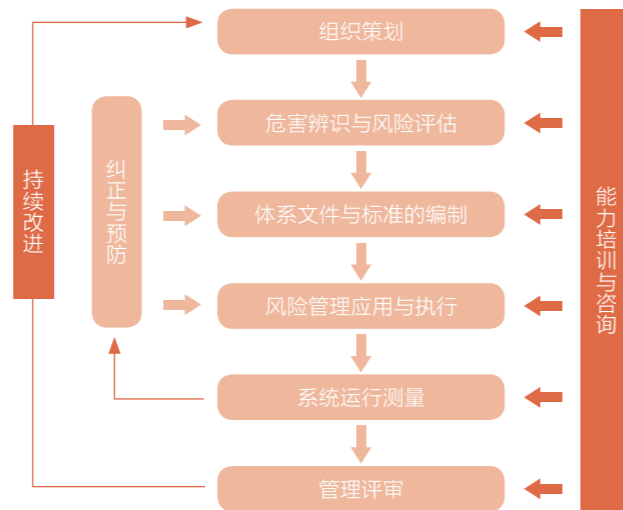 组织策划
危害辨识与风险评估
体系文件与标准的编制
风险管理应用与执行
系统运行测量
管理评审
纠正与预防
持续改进
能力培训与咨询